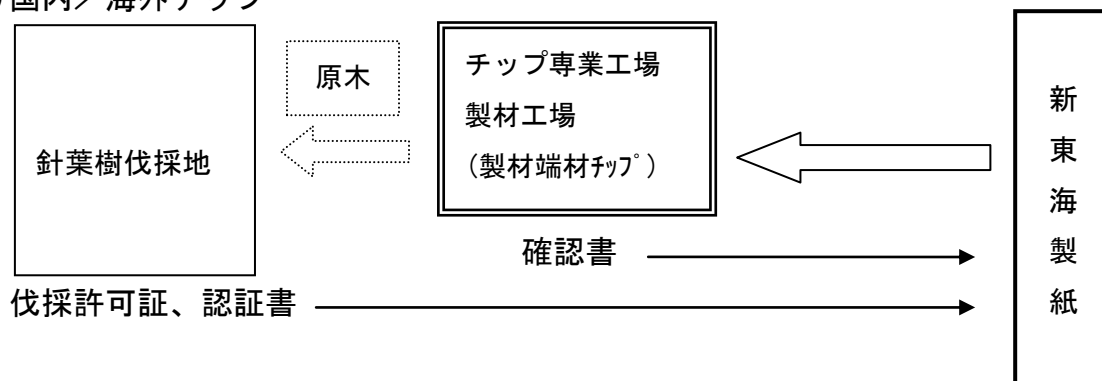 国内/海外チップ
原木
チップ専業工場
製材工場
(製材端材ﾁｯﾌﾟ)
針葉樹伐採地
新東海製紙
確認書
伐採許可証、認証書